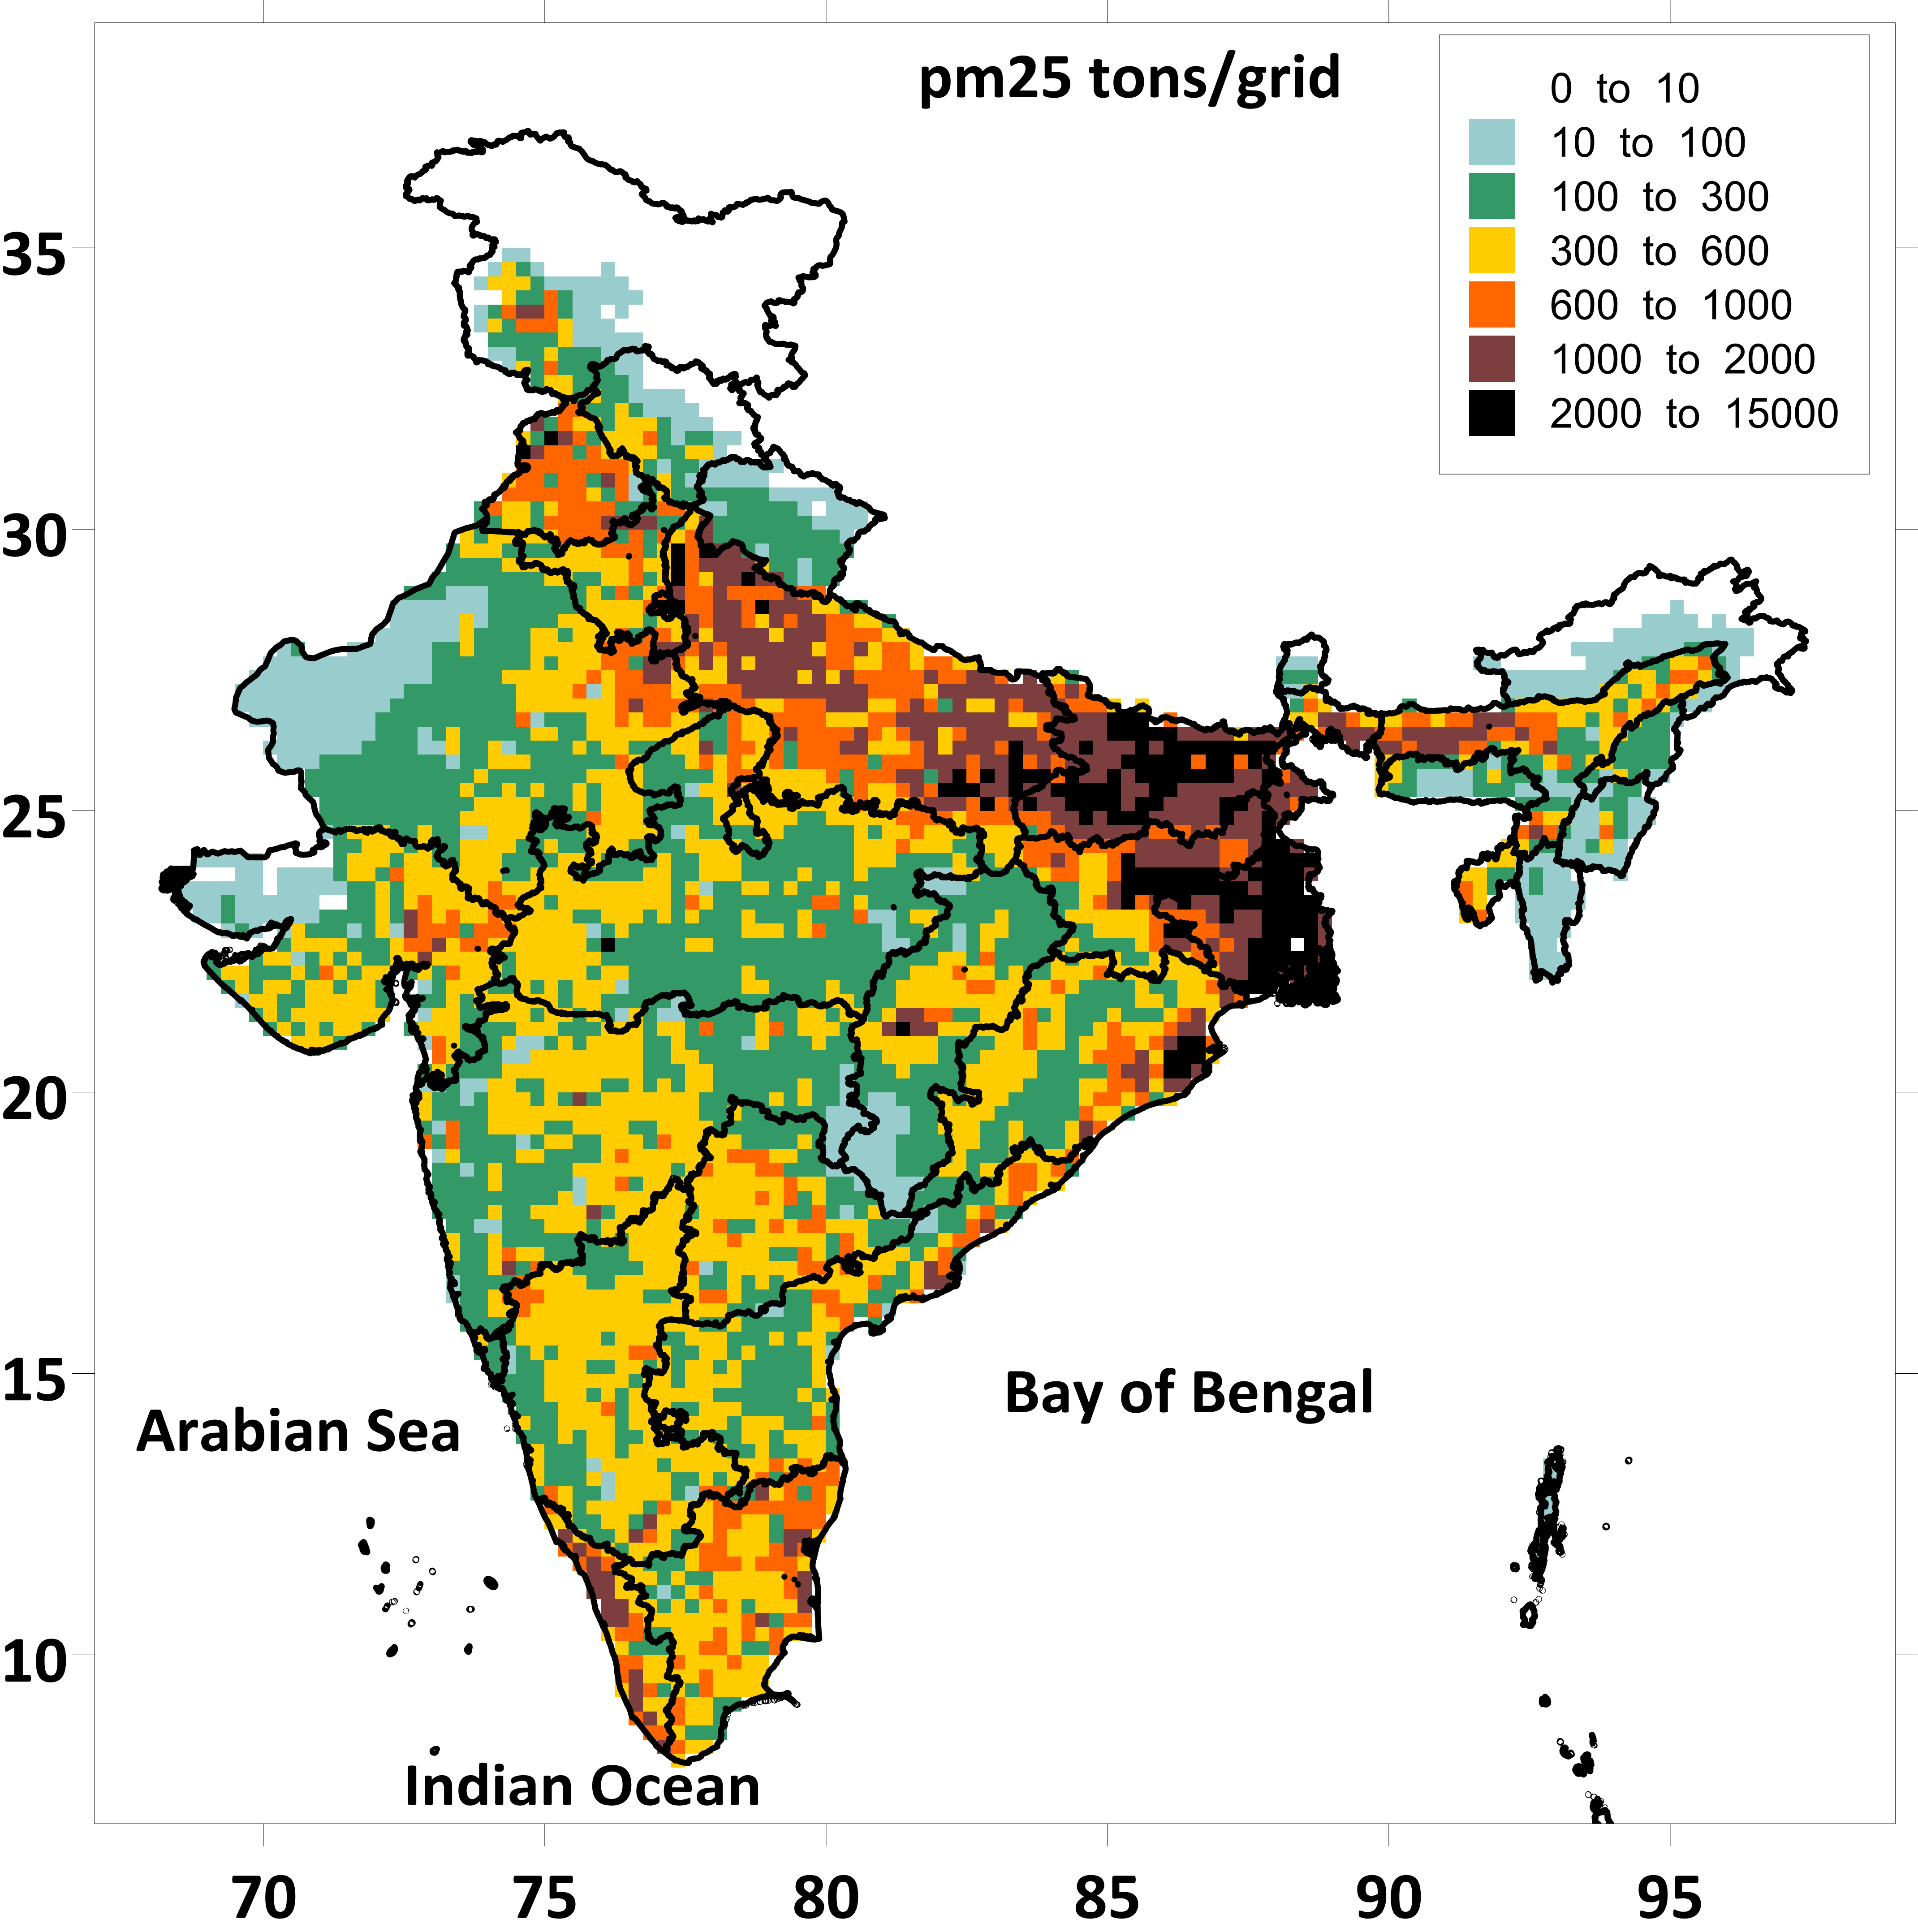 pm25 tons/grid
0 to 10
10 to 100
100 to 300
300 to 600
600 to 1000
1000 to 2000
2000 to 15000
35
30
25
20
15
10
Bay of Bengal
Arabian Sea
Indian Ocean
70 75 80 85 90 95